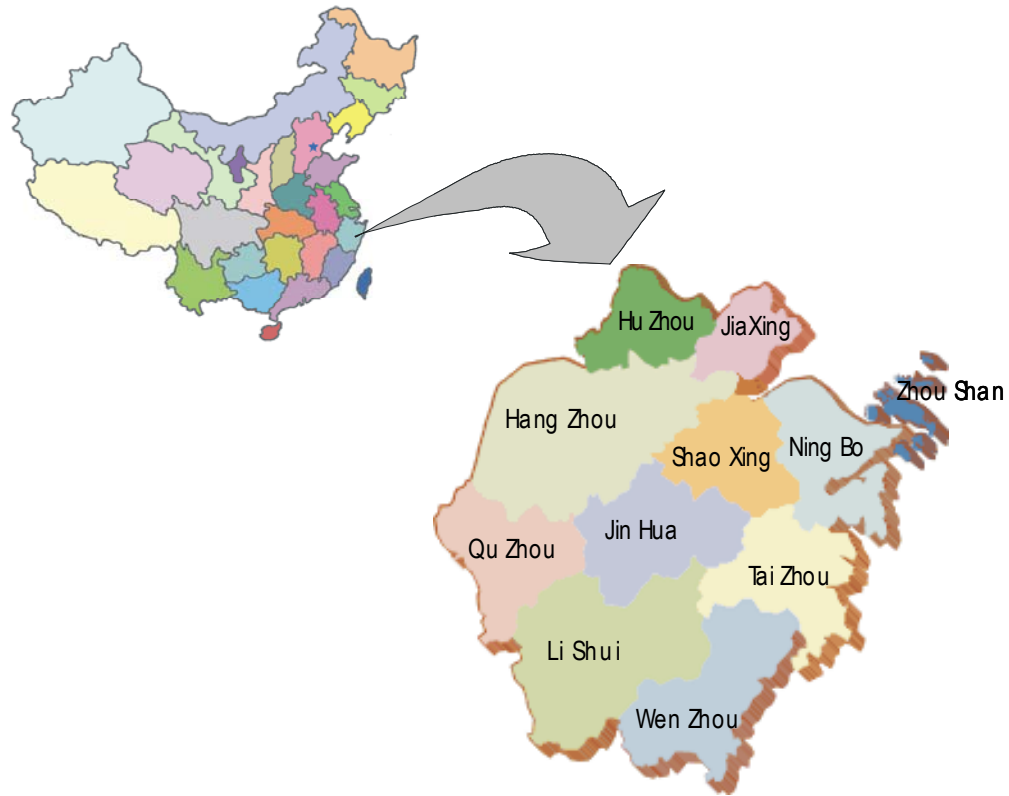 Hu Zhou
JiaXing
Zhou Shan
Hang Zhou
Ning Bo
Shao Xing
Jin Hua
Qu Zhou
Tai Zhou
Li Shui
Wen Zhou